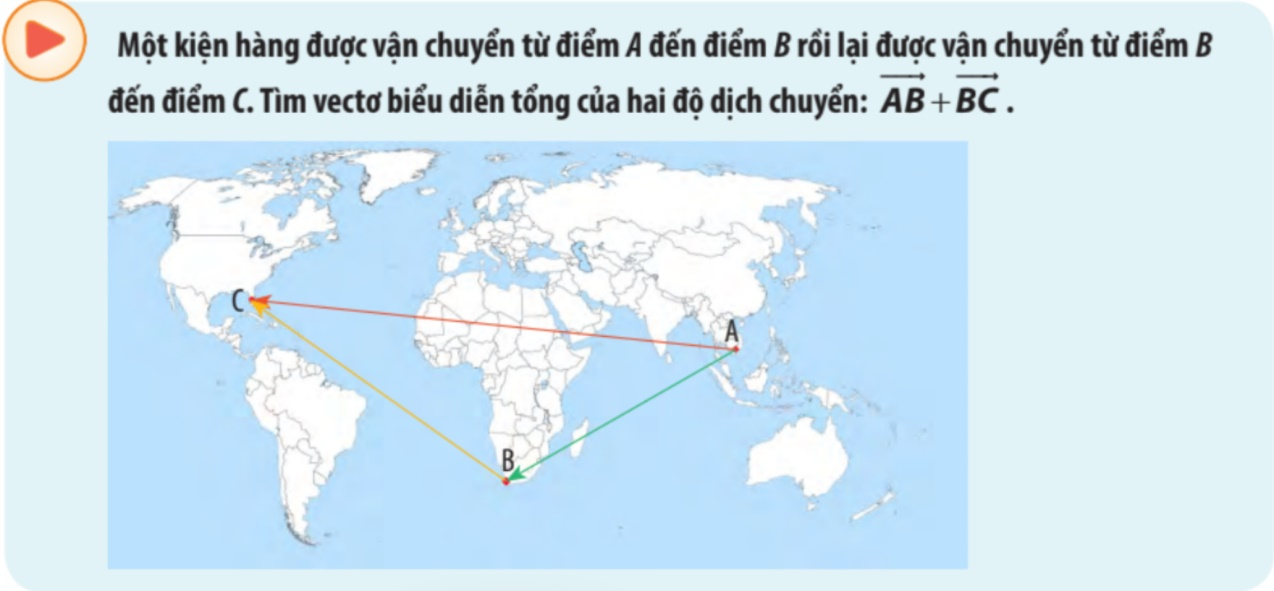 Một kiện hàng được vận chuyển từ điểm A đến điểm B rồi lại được vận chuyển từ điểm B
đến điểm C. Tìm vectơ biểu diễn tổng của hai độ dịch chuyển: $\overrightarrow{AB} + \overrightarrow{BC}$ .
C
A
B